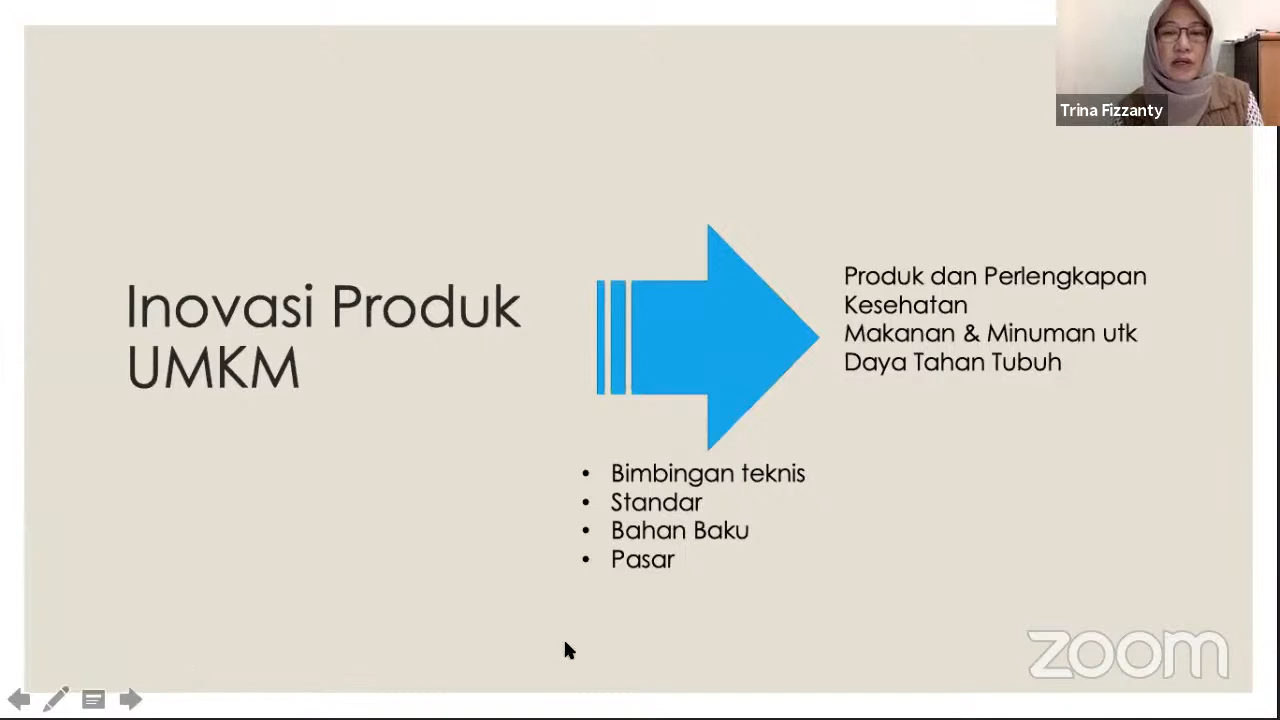 Trina Fizzanty
Inovasi Produk
UMKM
Produk dan Perlengkapan
Kesehatan
Makanan & Minuman utk
Daya Tahan Tubuh
• Bimbingan teknis
• Standar
• Bahan Baku
• Pasar
zoom